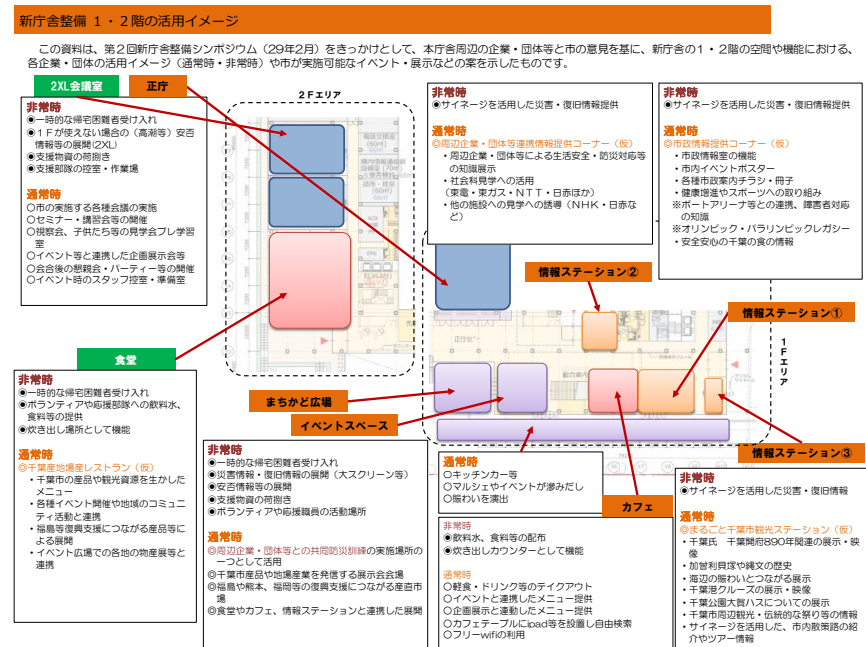 新庁舎整備 1・2階の活用イメージ
この資料は、第2回新庁舎整備シンポジウム（29年2月）をきっかけとして、本庁舎周辺の企業・団体等と市の意見を基に、新庁舎の1・2階の空間や機能における、
各企業・団体の活用イメージ（通常時・非常時）や市が実施可能なイベント・展示などの案を示したものです。
2XL会議室
正庁
2Fエリア
非常時
◉一時的な帰宅困難者受け入れ
◉1Fが使えない場合の（高潮等）安否
情報等の展開（2XL）
◉支援物資の荷捌き
◉支援部隊の控室・作業場
通常時
○市の実施する各種会議の実施
○セミナー・講習会等の開催
○視察会、子供たち等の見学会プレ学習
室
○イベント等と連携した企画展示会等
○会合後の懇親会・パーティー等の開催
○イベント時のスタッフ控室・準備室
非常時
◉サイネージを活用した災害・復旧情報提供
通常時
◎周辺企業・団体等連携情報提供コーナー（仮）
・周辺企業・団体等による生活安全・防災対応等
の知識展示
・社会科見学への活用
（東電・東ガス・NTT・日赤ほか）
・他の施設への見学への誘導（NHK・日赤な
ど）
非常時
◉サイネージを活用した災害・復旧情報提供
通常時
◎市政情報提供コーナー（仮）
・市政情報室の機能
・市内イベントポスター
・各種市政案内チラシ・冊子
・健康増進やスポーツへの取り組み
※ポートアリーナ等との連携、障害者対応
の知識
※オリンピック・パラリンピックレガシー
・安全安心の千葉の食の情報
情報ステーション②
情報ステーション①
1Fエリア
食堂
非常時
◉一時的な帰宅困難者受け入れ
◉ボランティアや応援部隊への飲料水、
食料等の提供
◉炊き出し場所として機能
通常時
◎千葉産地場産レストラン（仮）
・千葉市の産品や観光資源を生かした
メニュー
・各種イベント開催や地域のコミュニ
ティ活動と連携
・福島等復興支援につながる産品等に
よる展開
・イベント広場での各地の物産展等と
連携
まちかど広場
イベントスペース
正庁ロビー
総合案内
情報ステーション③
カフェ
非常時
◉一時的な帰宅困難者受け入れ
◉災害情報・復旧情報の展開（大スクリーン等）
◉安否情報等の展開
◉支援物資の荷捌き
◉ボランティアや応援職員の活動場所
通常時
◎周辺企業・団体等との共同防災訓練の実施場所の
一つとして活用
◎千葉市産品や地場産業を発信する展示会会場
◎福島や熊本、福岡等の復興支援につながる産直市
場
◎食堂やカフェ、情報ステーションと連携した展開
通常時
○キッチンカー等
○マルシェやイベントが滲みだし
○賑わいを演出
非常時
◉飲料水、食料等の配布
◉炊き出しカウンターとして機能
通常時
○軽食・ドリンク等のテイクアウト
○イベントと連携したメニュー提供
○企画展示と連動したメニュー提供
○カフェテーブルにipad等を設置し自由検索
○フリーwifiの利用
非常時
◉サイネージを活用した災害・復旧情報
通常時
◎まるごと千葉市観光ステーション（仮）
・千葉氏 千葉開府890年関連の展示・映
像
・加曾利貝塚や縄文の歴史
・海辺の賑わいつながる展示
・千葉港クルーズの展示・映像
・千葉公園大賀ハスについての展示
・千葉市周辺観光・伝統的な祭り等の情報
・サイネージを活用した、市内散策路の紹
介やツアー情報